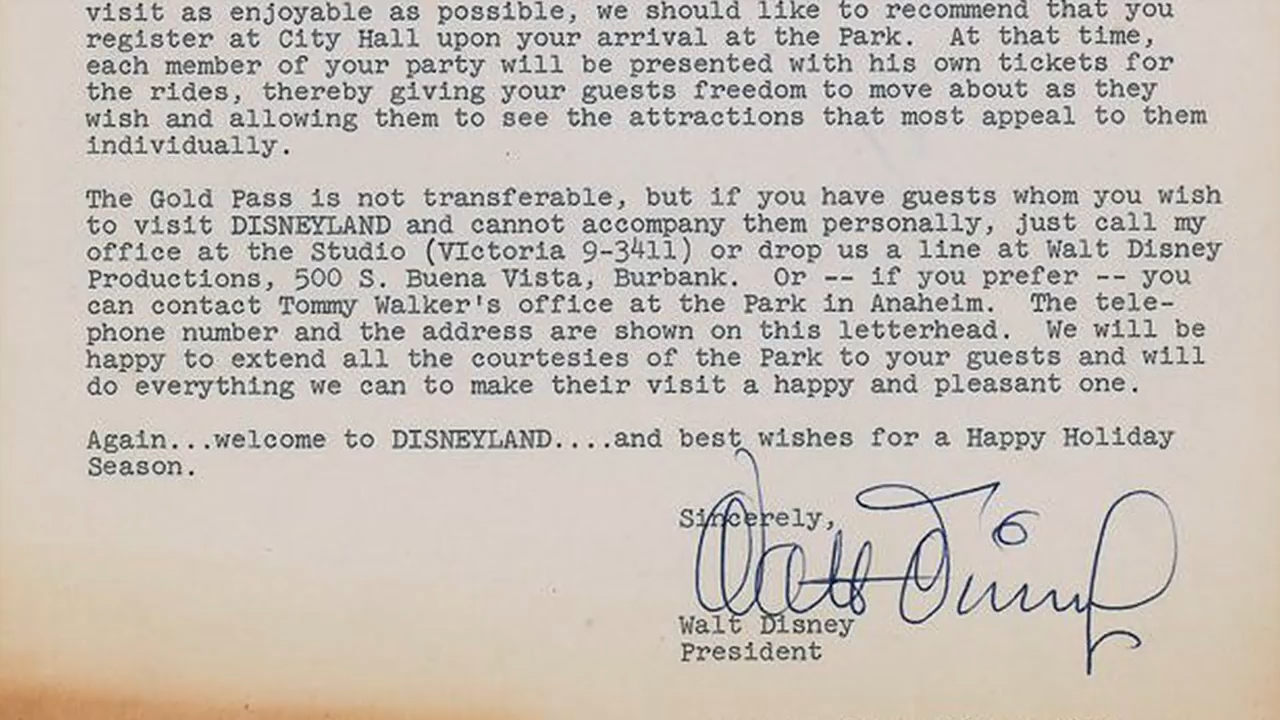 visit as enjoyable as possible, we should like to recommend that you
register at City Hall upon your arrival at the Park.  At that time,
each member of your party will be presented with his own tickets for
the rides, thereby giving your guests freedom to move about as they
wish and allowing them to see the attractions that most appeal to them
individually.
The Gold Pass is not transferable, but if you have guests whom you wish
to visit DISNEYLAND and cannot accompany them personally, just call my
office at the Studio (VIctoria 9-3411) or drop us a line at Walt Disney
Productions, 500 S. Buena Vista, Burbank.  Or -- if you prefer -- you
can contact Tommy Walker's office at the Park in Anaheim.  The tele-
phone number and the address are shown on this letterhead.  We will be
happy to extend all the courtesies of the Park to your guests and will
do everything we can to make their visit a happy and pleasant one.
Again...welcome to DISNEYLAND....and best wishes for a Happy Holiday
Season.
Sincerely,
Walt Disney
Walt Disney
President